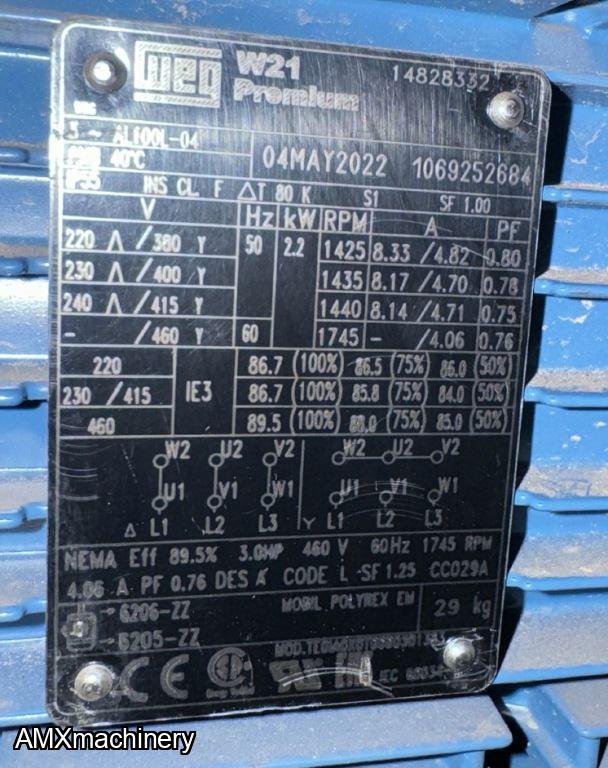 WEG W21 14828332
Premium
3 ~ AL100L-04
AMB 40°C 04MAY2022 1069252684
IP55 INS CL. F ΔT 80 K S1 SF 1.00
V Hz kW RPM A PF
220 Δ /380 Y 50 2.2 1425 8.33 /4.82 0.80
230 Δ /400 Y 1435 8.17 /4.70 0.78
240 Δ /415 Y 1440 8.14 /4.71 0.75
- /460 Y 60 1745 - /4.06 0.76
220 86.7 (100%) 86.5 (75%) 86.0 (50%)
230 /415 IE3 86.7 (100%) 85.8 (75%) 84.0 (50%)
460 89.5 (100%) (75%) 85.0 (50%)
W2 U2 V2 W2 U2 V2
U1 V1 W1 U1 V1 W1
Δ L1 L2 L3 Y L1 L2 L3
NEMA Eff 89.5% 3.0HP 460 V 60Hz 1745 RPM
4.06 A PF 0.76 DES A CODE L SF 1.25 CC029A
6206-ZZ MOBIL POLYREX EM 29 kg
6205-ZZ
CE CC
AMXmachinery